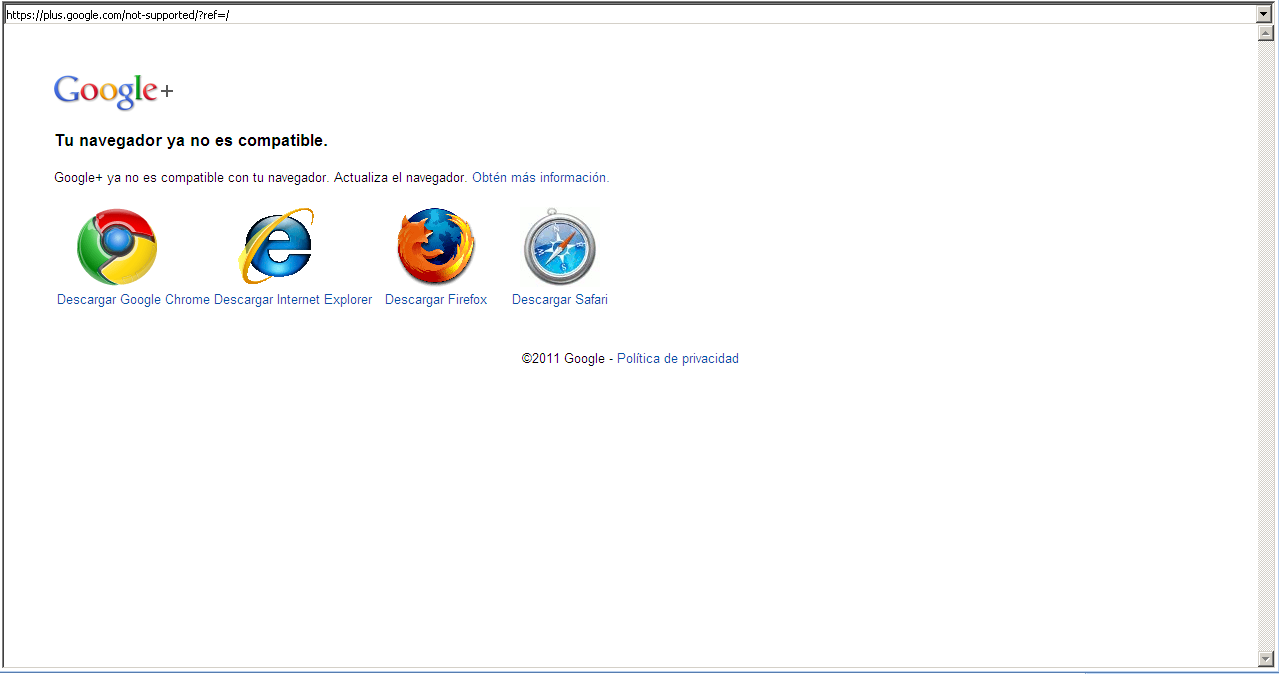 https://plus.google.com/not-supported/?ref=/
Google+
Tu navegador ya no es compatible.
Google+ ya no es compatible con tu navegador. Actualiza el navegador. Obtén más información.
Descargar Google Chrome Descargar Internet Explorer Descargar Firefox Descargar Safari
©2011 Google - Política de privacidad